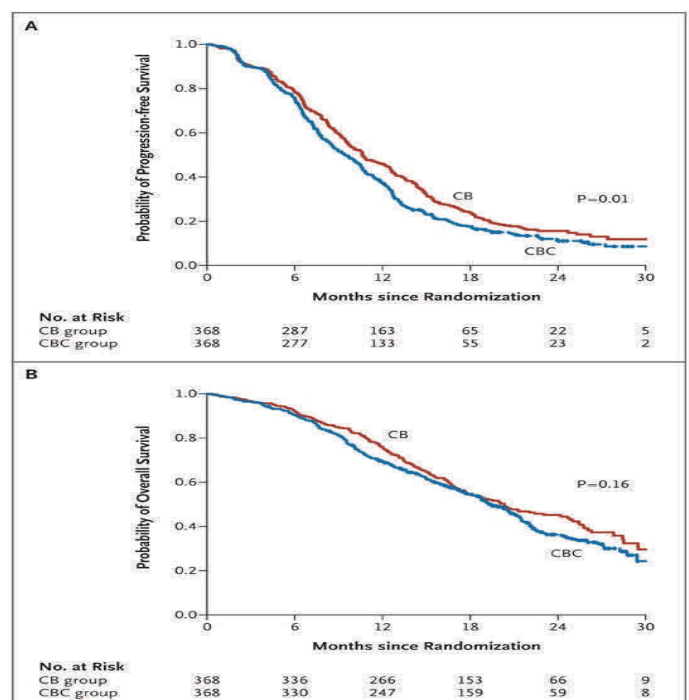 A
Probability of Progression-free Survival
1.0
0.8
0.6
0.4
0.2
0.0
CB
P=0.01
CBC
0 6 12 18 24 30
Months since Randomization
No. at Risk
CB group 368 287 163 65 22 5
CBC group 368 277 133 55 23 2
B
Probability of Overall Survival
1.0
0.8
0.6
0.4
0.2
0.0
CB
P=0.16
CBC
0 6 12 18 24 30
Months since Randomization
No. at Risk
CB group 368 336 266 153 66 9
CBC group 368 330 247 159 59 8